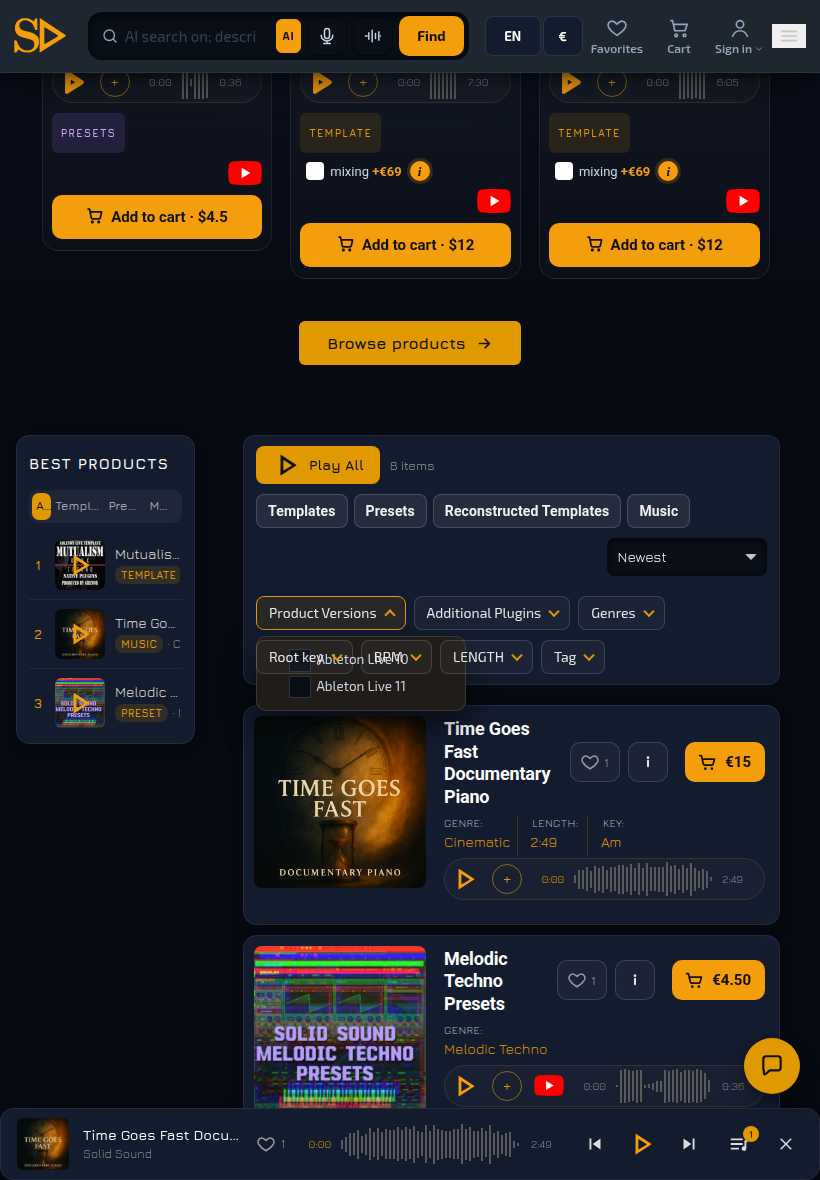 AI search on: descri
AI
Find
EN
€
Favorites
Cart
Sign in
0:00
0:36
0:00
7:30
0:00
6:05
PRESETS
TEMPLATE
TEMPLATE
mixing +€69
i
mixing +€69
i
Add to cart · $4.5
Add to cart · $12
Add to cart · $12
Browse products →
BEST PRODUCTS
A...
Templ...
Pre...
M...
1
MUTUALISM
Mutualis...
TEMPLATE
2
Time Go...
MUSIC
3
Melodic ...
PRESET
Play All
8 items
Templates
Presets
Reconstructed Templates
Music
Newest
Product Versions
Additional Plugins
Genres
Root key
BPM
LENGTH
Tag
Ableton Live 10
Ableton Live 11
TIME GOES
FAST
DOCUMENTARY PIANO
Time Goes
Fast
Documentary
Piano
1
i
€15
GENRE:
LENGTH:
KEY:
Cinematic
2:49
Am
+
0:00
2:49
SOLID SOUND
MELODIC TECHNO
PRESETS
Melodic
Techno
Presets
1
i
€4.50
GENRE:
Melodic Techno
+
0:00
0:36
Time Goes Fast Docu...
Solid Sound
1
0:00
2:49
1